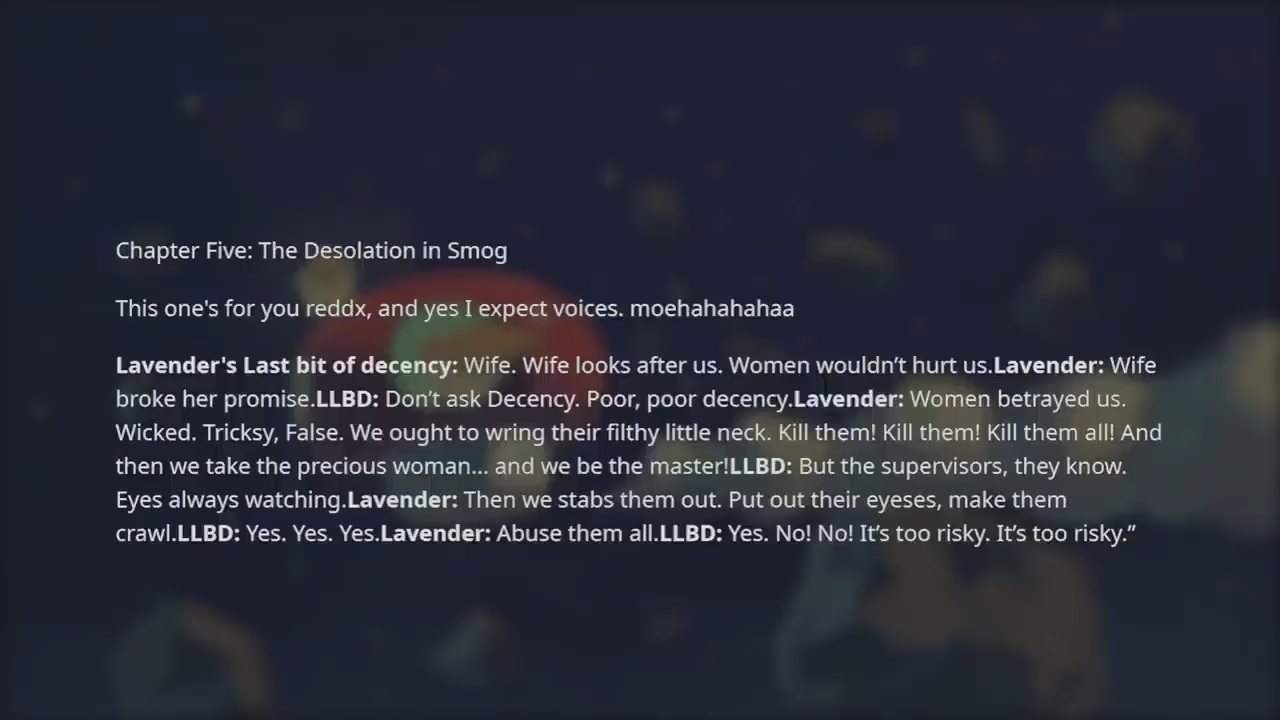 Chapter Five: The Desolation in Smog
This one's for you reddx, and yes I expect voices. moehahahahaa
Lavender's Last bit of decency: Wife. Wife looks after us. Women wouldn’t hurt us.Lavender: Wife
broke her promise.LLBD: Don’t ask Decency. Poor, poor decency.Lavender: Women betrayed us.
Wicked. Tricksy, False. We ought to wring their filthy little neck. Kill them! Kill them! Kill them all! And
then we take the precious woman... and we be the master!LLBD: But the supervisors, they know.
Eyes always watching.Lavender: Then we stabs them out. Put out their eyeses, make them
crawl.LLBD: Yes. Yes. Yes.Lavender: Abuse them all.LLBD: Yes. No! No! It’s too risky. It’s too risky.”